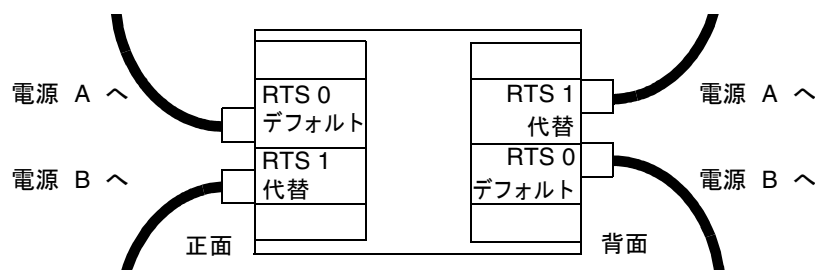 電源 A へ
RTS 0
デフォルト
電源 B へ
RTS 1
代替
正面
RTS 1
代替
電源 A へ
RTS 0
デフォルト
電源 B へ
背面